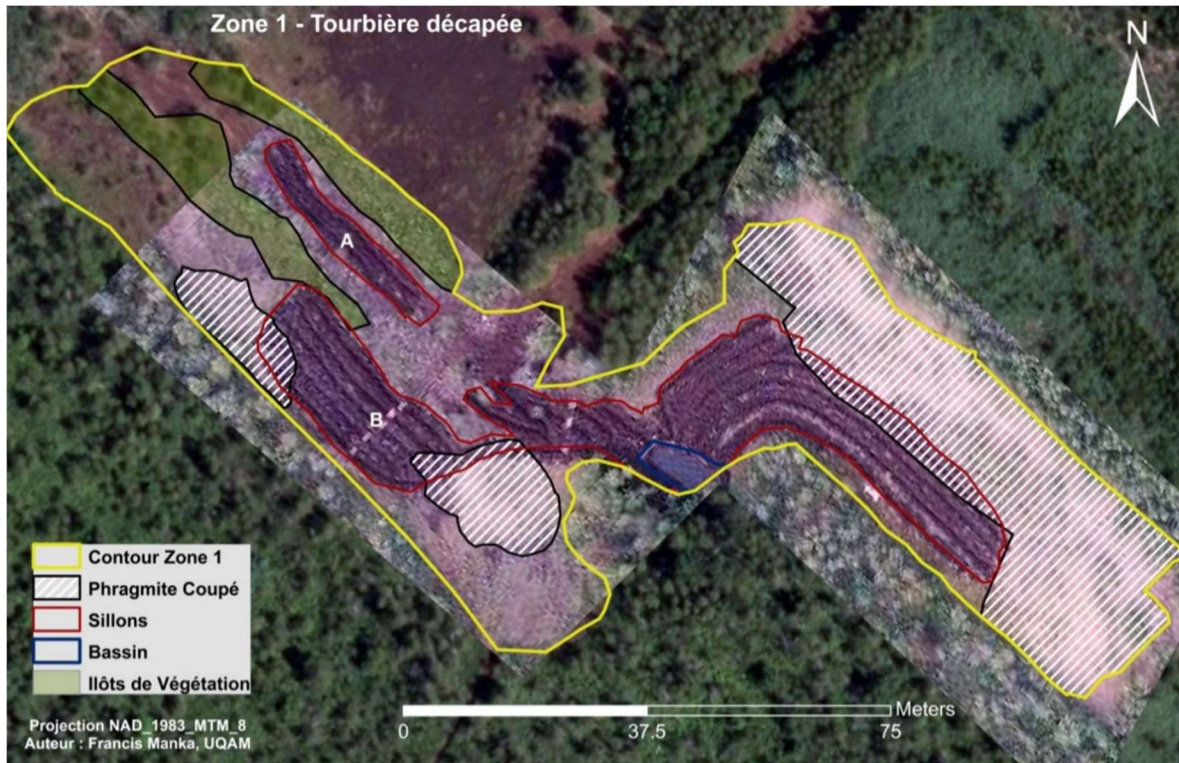 Zone 1 - Tourbière décapée
N
A
B
Contour Zone 1
Phragmite Coupé
Sillons
Bassin
Ilôts de Végétation
Projection NAD_1983_MTM_8
Auteur : Francis Manka, UQAM
Meters
0 37.5 75